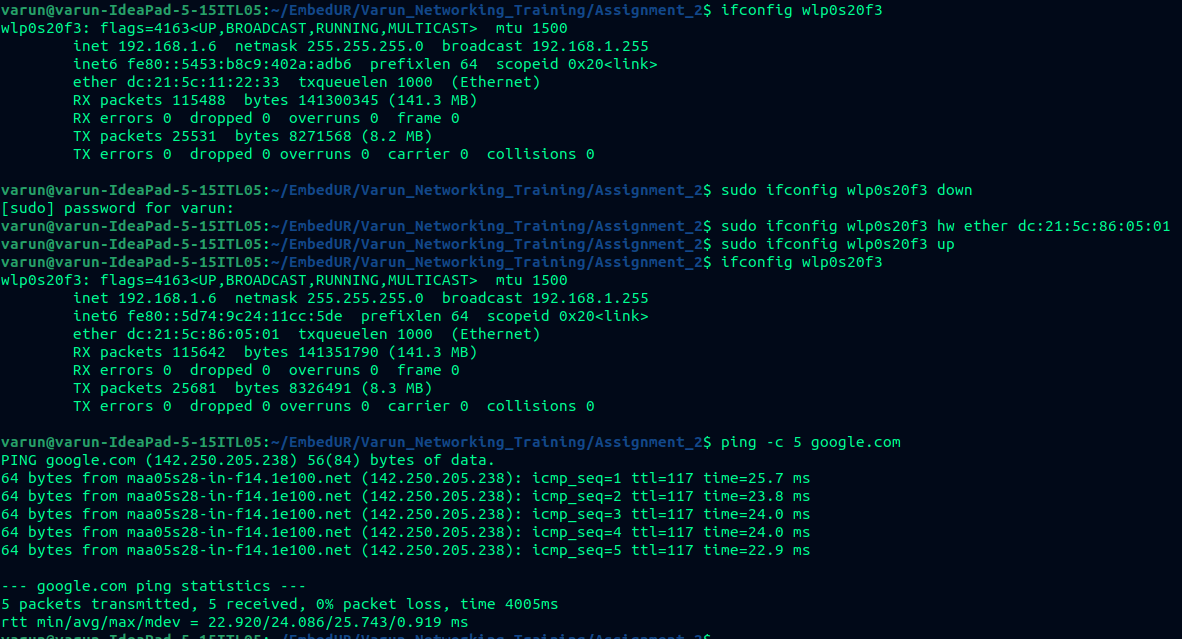 varun@varun-IdeaPad-5-15ITL05:~/EmbedUR/Varun_Networking_Training/Assignment_2$ ifconfig wlp0s20f3
wlp0s20f3: flags=4163<UP,BROADCAST,RUNNING,MULTICAST>  mtu 1500
        inet 192.168.1.6  netmask 255.255.255.0  broadcast 192.168.1.255
        inet6 fe80::5453:b8c9:402a:adb6  prefixlen 64  scopeid 0x20<link>
        ether dc:21:5c:11:22:33  txqueuelen 1000  (Ethernet)
        RX packets 115488  bytes 141300345 (141.3 MB)
        RX errors 0  dropped 0  overruns 0  frame 0
        TX packets 25531  bytes 8271568 (8.2 MB)
        TX errors 0  dropped 0 overruns 0  carrier 0  collisions 0
varun@varun-IdeaPad-5-15ITL05:~/EmbedUR/Varun_Networking_Training/Assignment_2$ sudo ifconfig wlp0s20f3 down
[sudo] password for varun:
varun@varun-IdeaPad-5-15ITL05:~/EmbedUR/Varun_Networking_Training/Assignment_2$ sudo ifconfig wlp0s20f3 hw ether dc:21:5c:86:05:01
varun@varun-IdeaPad-5-15ITL05:~/EmbedUR/Varun_Networking_Training/Assignment_2$ sudo ifconfig wlp0s20f3 up
varun@varun-IdeaPad-5-15ITL05:~/EmbedUR/Varun_Networking_Training/Assignment_2$ ifconfig wlp0s20f3
wlp0s20f3: flags=4163<UP,BROADCAST,RUNNING,MULTICAST>  mtu 1500
        inet 192.168.1.6  netmask 255.255.255.0  broadcast 192.168.1.255
        inet6 fe80::5d74:9c24:11cc:5de  prefixlen 64  scopeid 0x20<link>
        ether dc:21:5c:86:05:01  txqueuelen 1000  (Ethernet)
        RX packets 115642  bytes 141351790 (141.3 MB)
        RX errors 0  dropped 0  overruns 0  frame 0
        TX packets 25681  bytes 8326491 (8.3 MB)
        TX errors 0  dropped 0 overruns 0  carrier 0  collisions 0
varun@varun-IdeaPad-5-15ITL05:~/EmbedUR/Varun_Networking_Training/Assignment_2$ ping -c 5 google.com
PING google.com (142.250.205.238) 56(84) bytes of data.
64 bytes from maa05s28-in-f14.1e100.net (142.250.205.238): icmp_seq=1 ttl=117 time=25.7 ms
64 bytes from maa05s28-in-f14.1e100.net (142.250.205.238): icmp_seq=2 ttl=117 time=23.8 ms
64 bytes from maa05s28-in-f14.1e100.net (142.250.205.238): icmp_seq=3 ttl=117 time=24.0 ms
64 bytes from maa05s28-in-f14.1e100.net (142.250.205.238): icmp_seq=4 ttl=117 time=24.0 ms
64 bytes from maa05s28-in-f14.1e100.net (142.250.205.238): icmp_seq=5 ttl=117 time=22.9 ms
--- google.com ping statistics ---
5 packets transmitted, 5 received, 0% packet loss, time 4005ms
rtt min/avg/max/mdev = 22.920/24.086/25.743/0.919 ms